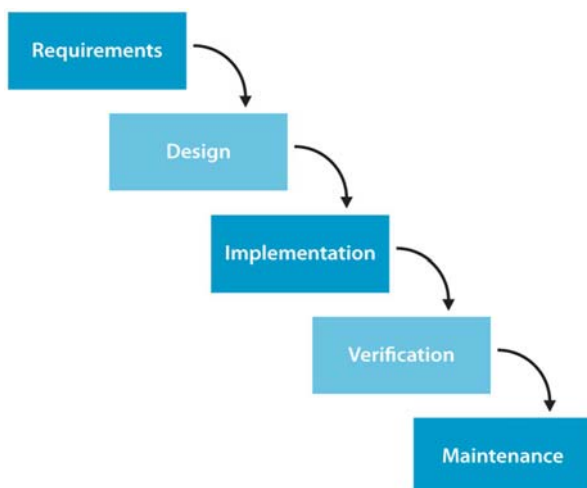 Requirements
Design
Implementation
Verification
Maintenance